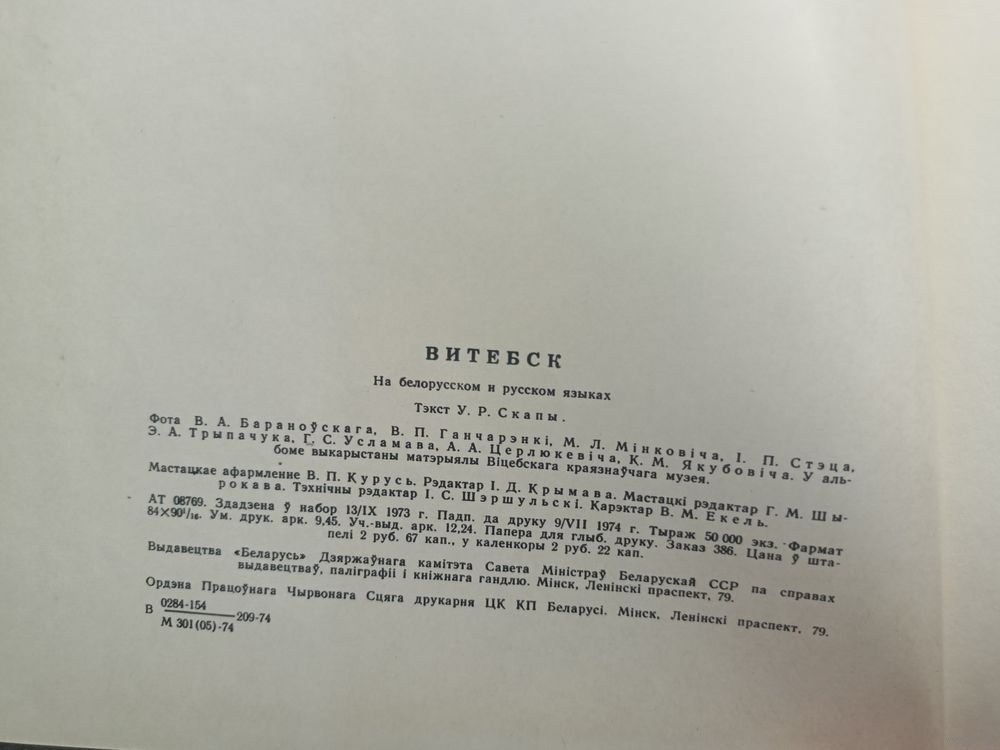 ВИТЕБСК
На белорусском и русском языках
Тэкст У. Р. Скапы.
Фота В. А. Бараноўскага, В. П. Ганчарэнкі, М. Л. Мінковіча, І. П. Стэца,
Э. А. Трыпачука, Г. С. Усламава, А. А. Церлюкевіча, К. М. Якубовіча. У аль-
боме выкарыстаны матэрыялы Віцебскага краязнаўчага музея.
Мастацкае афармленне В. П. Курусь. Рэдактар І. Д. Крымава. Мастацкі рэдактар Г. М. Шы-
рокава. Тэхнічны рэдактар І. С. Шэршульскі. Карэктар В. М. Екель.
АТ 08769. Здадзена ў набор 13/IX 1973 г. Падп. да друку 9/VII 1974 г. Тыраж 50 000 экз. Фармат
84×90¹/₁₆. Ум. друк. арк. 9,45. Уч.-выд. арк. 12,24. Папера для глыб. друку. Заказ 386. Цана ў шта-
пелі 2 руб. 67 кап., у каленкоры 2 руб. 22 кап.
Выдавецтва «Беларусь» Дзяржаўнага камітэта Савета Міністраў Беларускай ССР па справах
выдавецтваў, паліграфіі і кніжнага гандлю. Мінск, Ленінскі праспект, 79.
Ордэна Працоўнага Чырвонага Сцяга друкарня ЦК КП Беларусі. Мінск, Ленінскі праспект, 79.
В 0284-154
209-74
М 301(05)-74